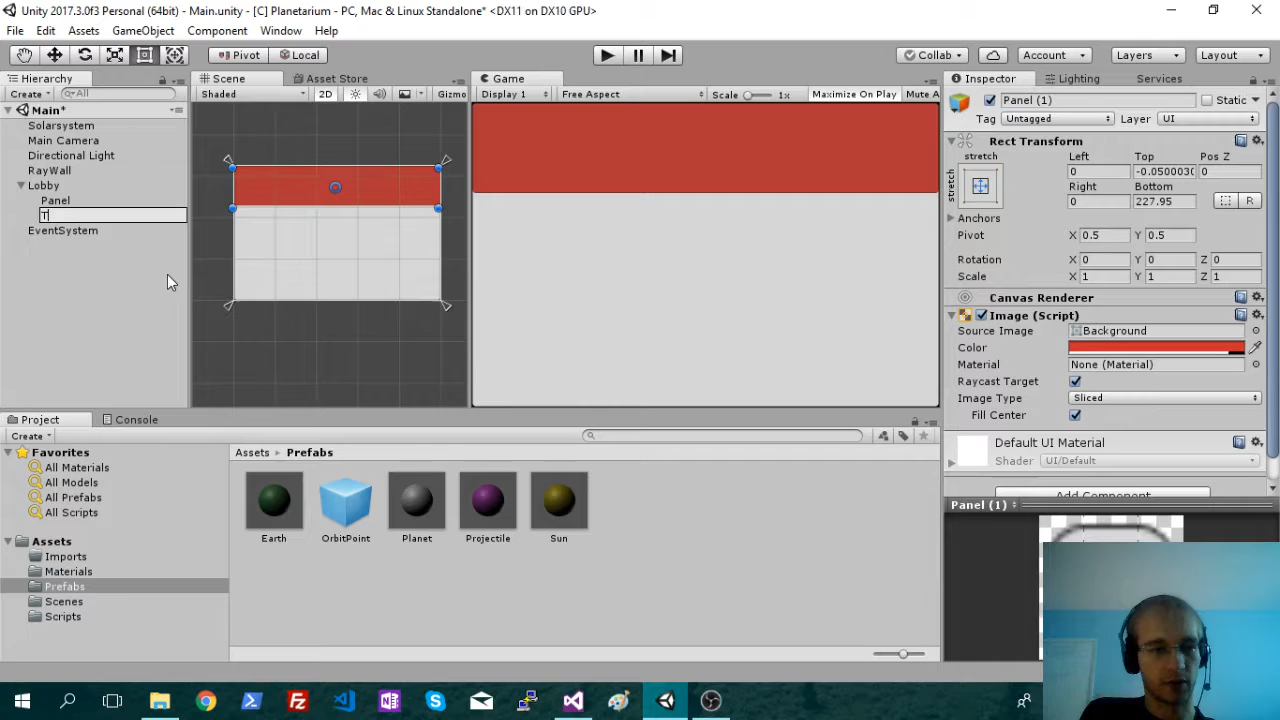 Unity 2017.3.0f3 Personal (64bit) - Main.unity - [C] Planetarium - PC, Mac & Linux Standalone* <DX11 on DX10 GPU>
File Edit Assets GameObject Component Window Help
Pivot Local Collab Account Layers Layout
Hierarchy Scene Asset Store Game Inspector Lighting Services
Create All Shaded 2D Gizmo Display 1 Free Aspect Scale 1x Maximize On Play Mute A
Panel (1) Static
Main*
Tag Untagged Layer UI
Solarsystem
Main Camera
Directional Light
RayWall
Lobby
Panel
T
EventSystem
Rect Transform
stretch Left Top Pos Z
stretch 0 -0.0500003( 0
Right Bottom
0 227.95 R
Anchors
Pivot X 0.5 Y 0.5
Rotation X 0 Y 0 Z 0
Scale X 1 Y 1 Z 1
Canvas Renderer
Image (Script)
Source Image Background
Color
Material None (Material)
Raycast Target
Image Type Sliced
Fill Center
Default UI Material
Shader UI/Default
Add Component
Panel (1)
Project Console
Create
Favorites
All Materials
All Models
All Prefabs
All Scripts
Assets
Imports
Materials
Prefabs
Scenes
Scripts
Assets Prefabs
Earth OrbitPoint Planet Projectile Sun